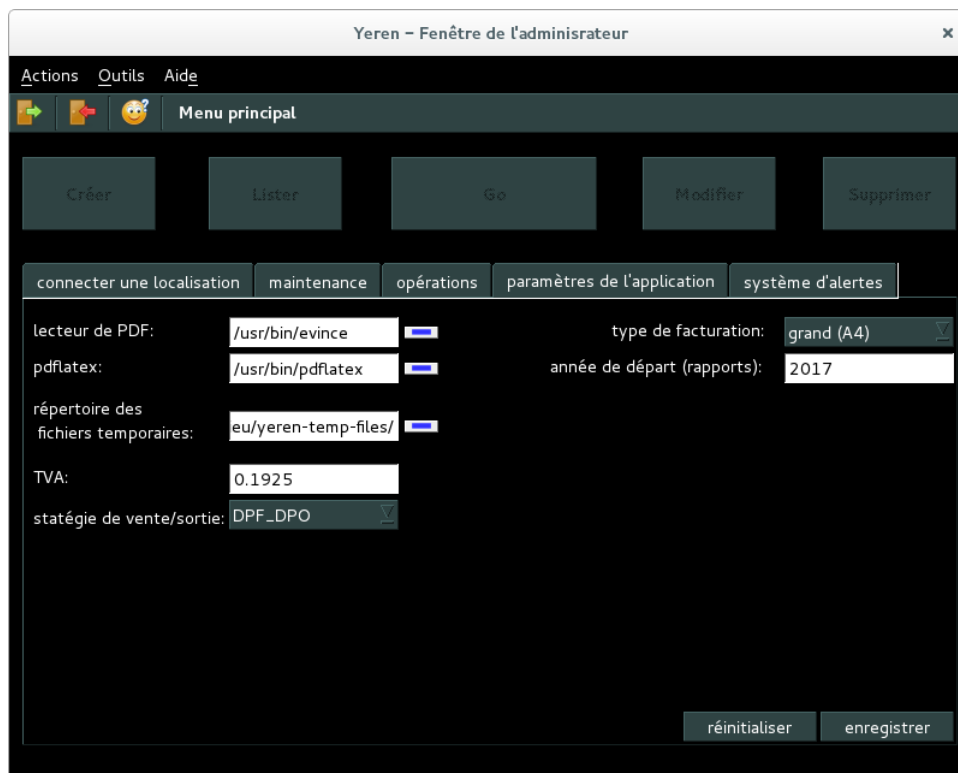 Yeren – Fenêtre de l'adminisrateur
Actions Outils Aide
Menu principal
Créer Lister Go Modifier Supprimer
connecter une localisation maintenance opérations paramètres de l'application système d'alertes
lecteur de PDF: /usr/bin/evince type de facturation: grand (A4)
pdflatex: /usr/bin/pdflatex année de départ (rapports): 2017
répertoire des
fichiers temporaires: eu/yeren-temp-files/
TVA: 0.1925
statégie de vente/sortie: DPF_DPO
réinitialiser enregistrer